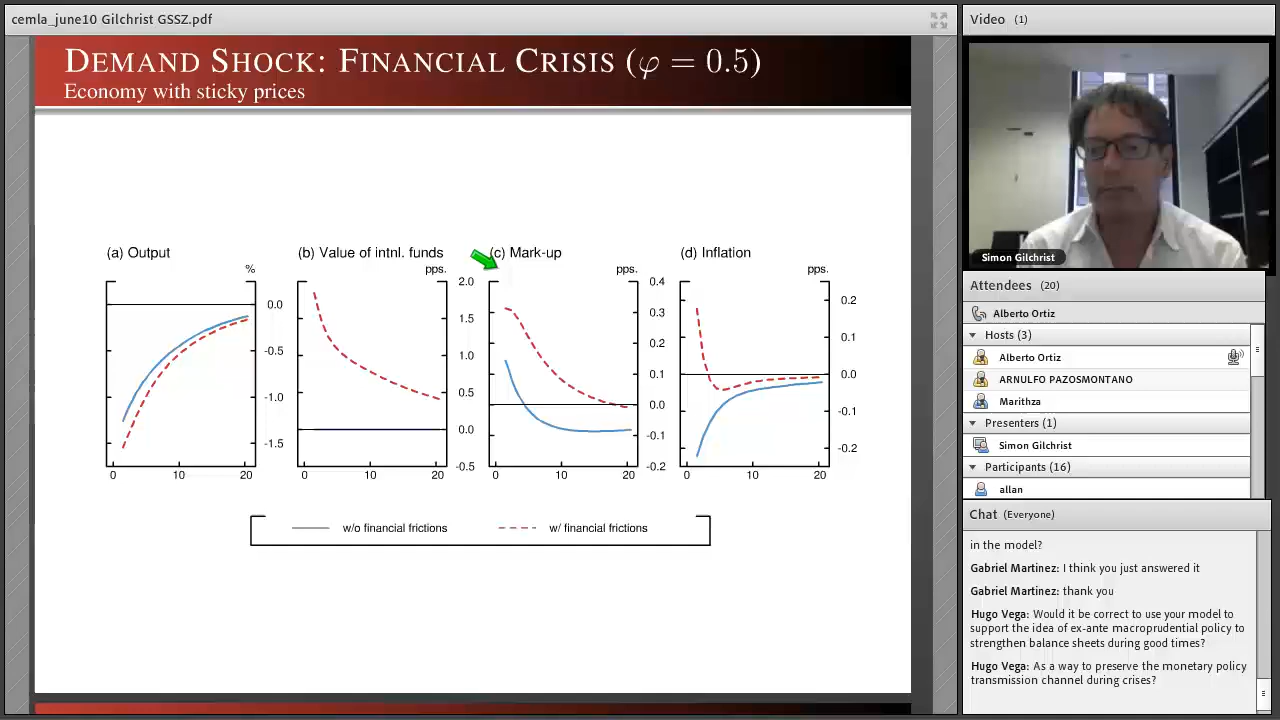 cemla_june10 Gilchrist GSSZ.pdf
DEMAND SHOCK: FINANCIAL CRISIS (φ = 0.5)
Economy with sticky prices
(a) Output
%
0.0
-0.5
-1.0
-1.5
0 10 20
(b) Value of intnl. funds
pps.
2.0
1.5
1.0
0.5
0.0
-0.5
0 10 20
(c) Mark-up
pps.
0.4
0.3
0.2
0.1
0.0
-0.1
-0.2
0 10 20
(d) Inflation
pps.
0.2
0.1
0.0
-0.1
-0.2
0 10 20
w/o financial frictions
w/ financial frictions
Video (1)
Simon Gilchrist
Attendees (20)
Alberto Ortiz
Hosts (3)
Alberto Ortiz
ARNULFO PAZOSMONTANO
Marithza
Presenters (1)
Simon Gilchrist
Participants (16)
allan
Chat (Everyone)
in the model?
Gabriel Martinez: I think you just answered it
Gabriel Martinez: thank you
Hugo Vega: Would it be correct to use your model to
support the idea of ex-ante macroprudential policy to
strengthen balance sheets during good times?
Hugo Vega: As a way to preserve the monetary policy
transmission channel during crises?